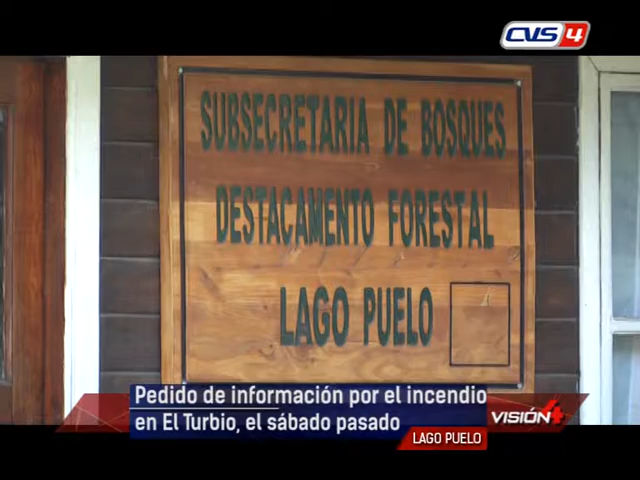 CVS 4
SUBSECRETARIA DE BOSQUES
DESTACAMENTO FORESTAL
LAGO PUELO
Pedido de información por el incendio
en El Turbio, el sábado pasado
VISIÓN 4
LAGO PUELO